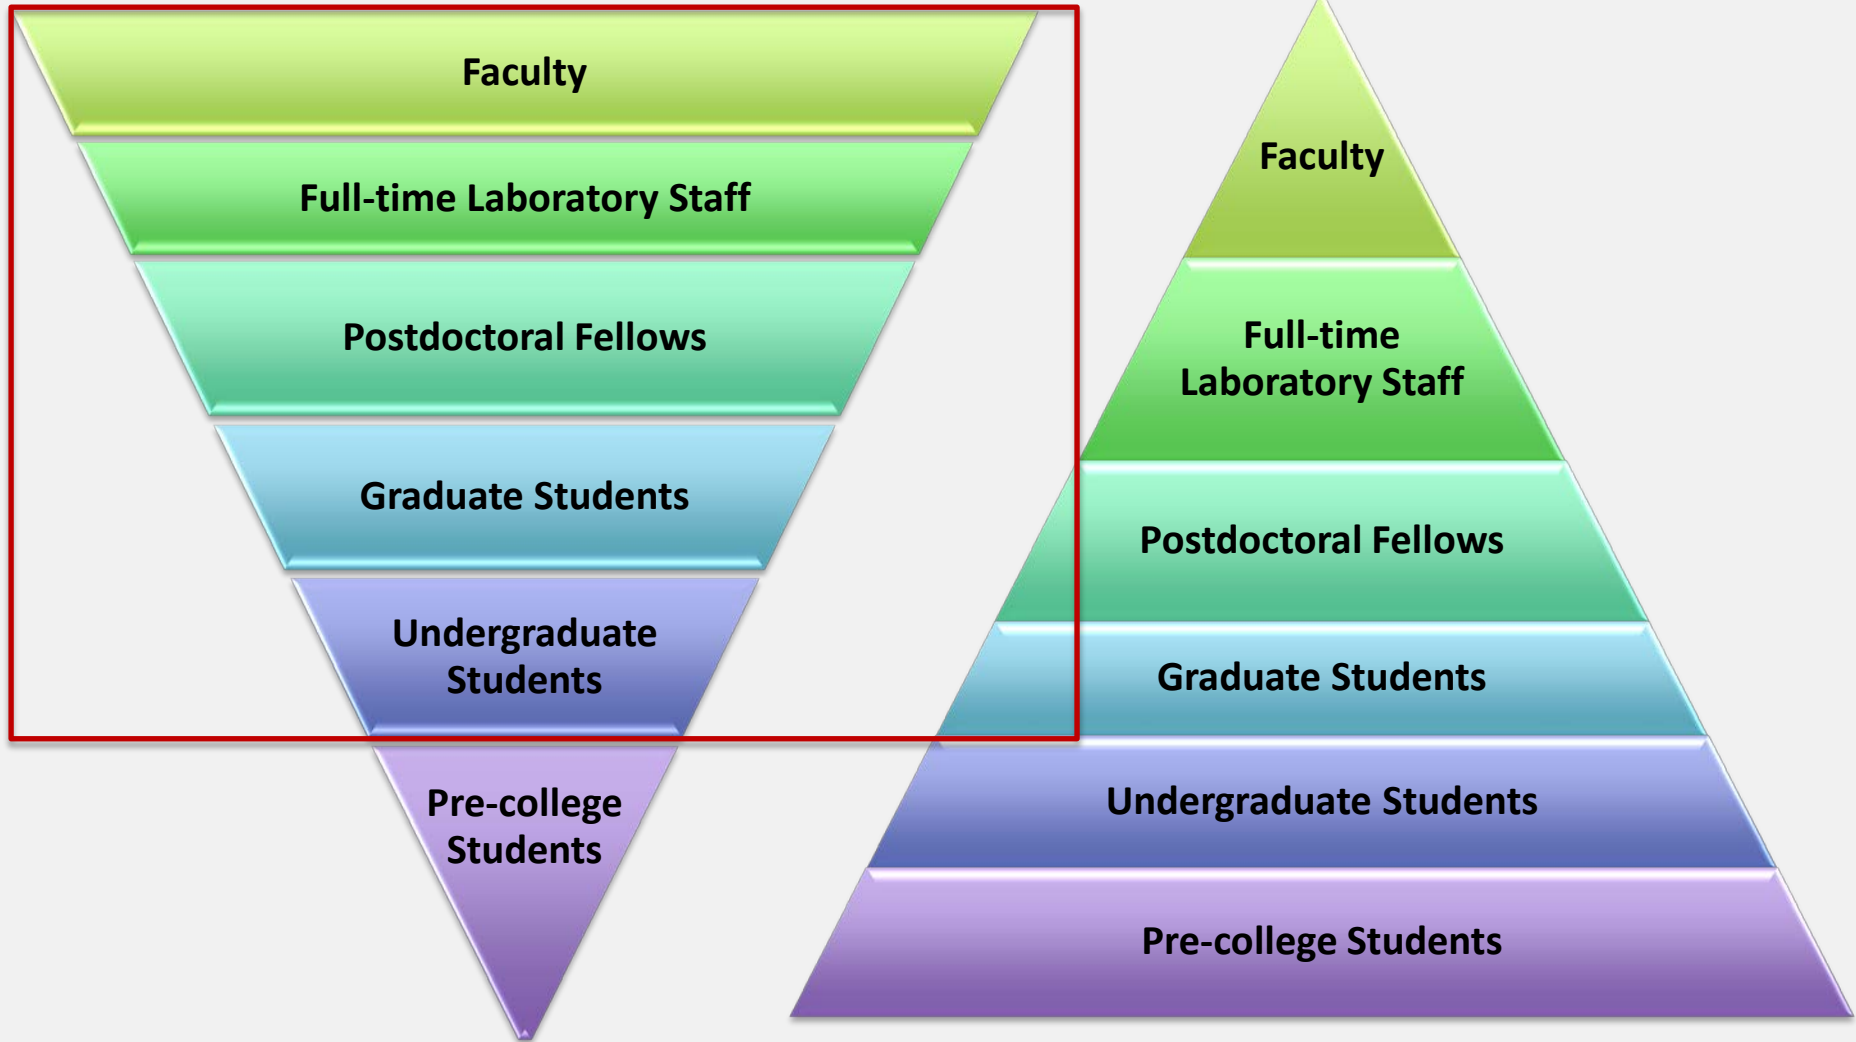 Faculty
Full-time Laboratory Staff
Postdoctoral Fellows
Graduate Students
Undergraduate
Students
Pre-college
Students
Faculty
Full-time
Laboratory Staff
Postdoctoral Fellows
Graduate Students
Undergraduate Students
Pre-college Students